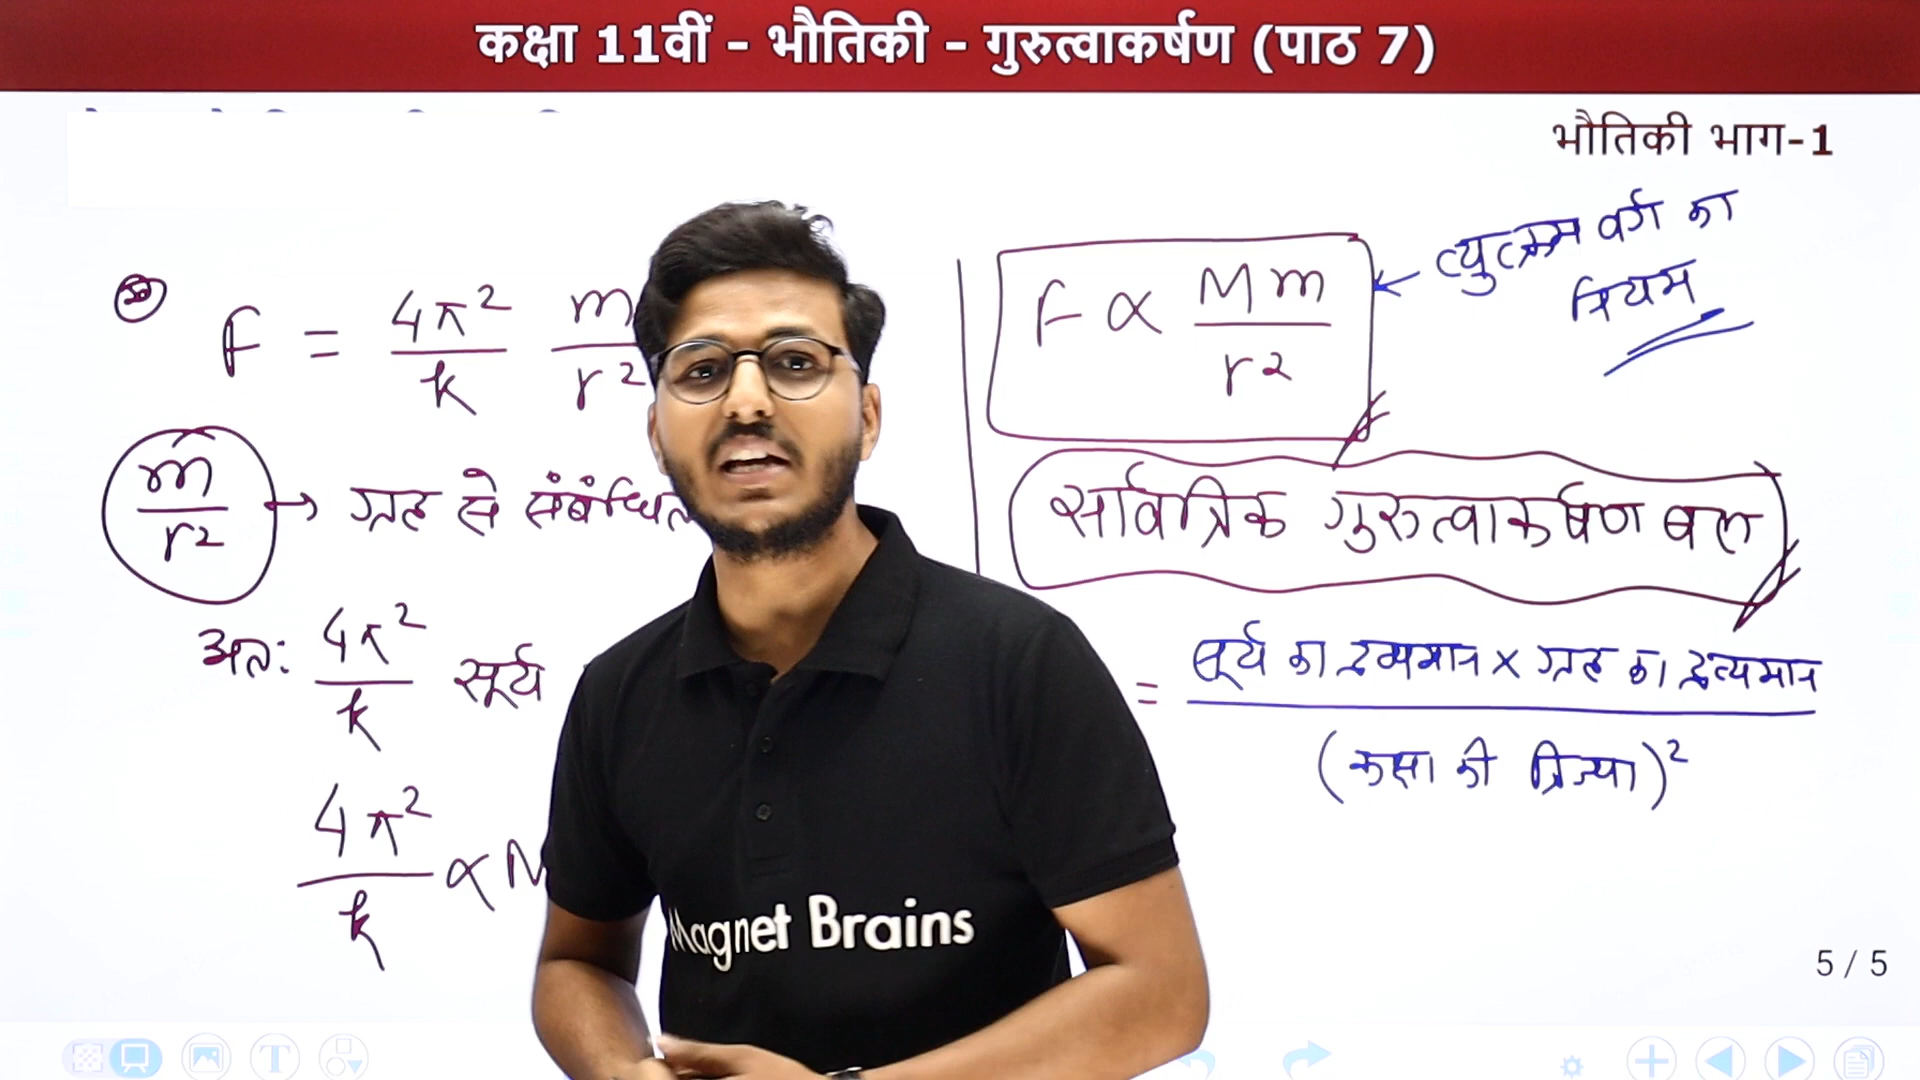 कक्षा 11वीं - भौतिकी - गुरुत्वाकर्षण (पाठ 7)
भौतिकी भाग-1
F = 4π² / k m / r²
m / r² → ग्रह से संबंधित
अतः 4π² / k सूर्य
4π² / k ∝ M
F ∝ Mm / r²
व्युत्क्रम वर्ग का
नियम
सार्वत्रिक गुरुत्वाकर्षण बल
= सूर्य का द्रव्यमान × ग्रह का द्रव्यमान / (कक्षा की त्रिज्या)²
Magnet Brains
5 / 5